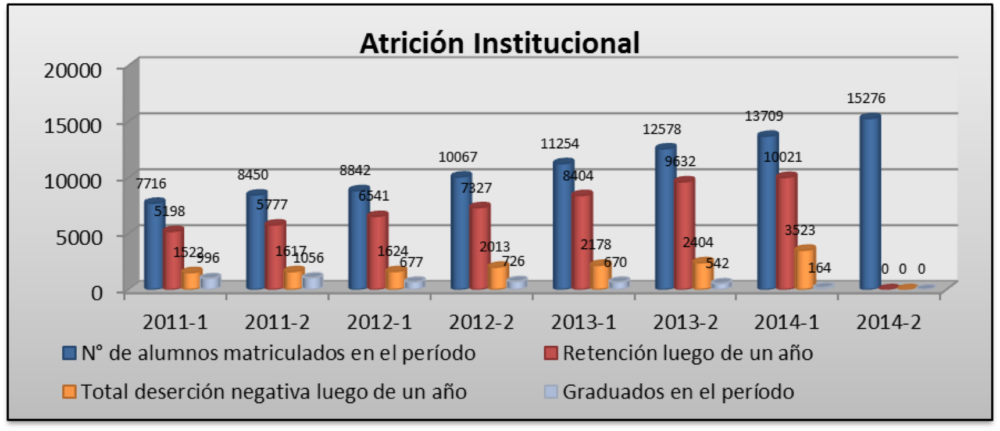 Atrición Institucional
20000
15000
10000
5000
0
7716 5198 1522 996
8450 5777 1617 1056
8842 6541 1624 677
10067 7327 2013 726
11254 8404 2178 670
12578 9632 2404 542
13709 10021 3523 164
15276 0 0 0
2011-1 2011-2 2012-1 2012-2 2013-1 2013-2 2014-1 2014-2
N° de alumnos matriculados en el período Retención luego de un año
Total deserción negativa luego de un año Graduados en el período